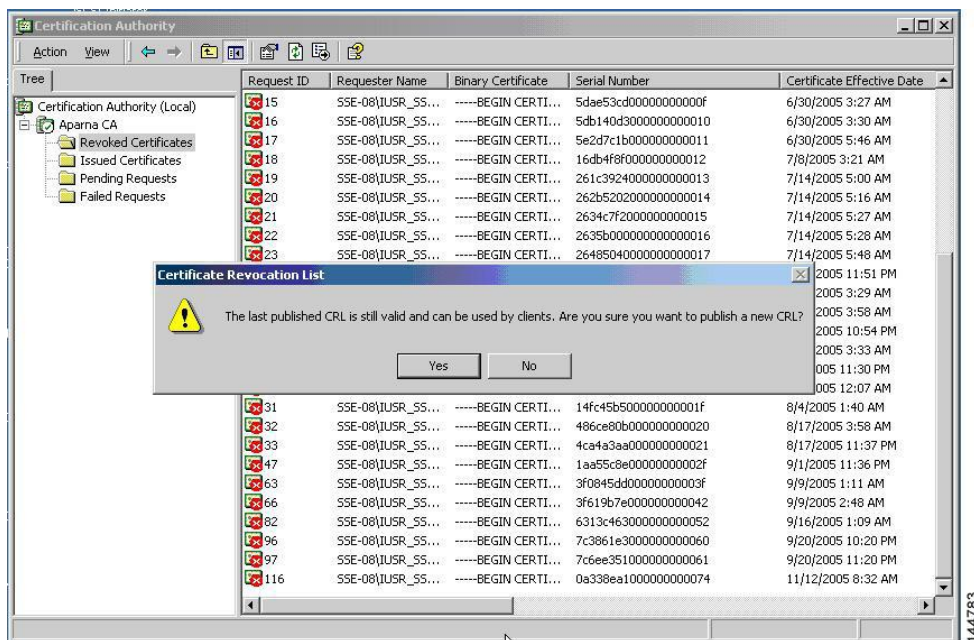 Certification Authority
Action View
Tree
Request ID Requester Name Binary Certificate Serial Number Certificate Effective Date
Certification Authority (Local)
Aparna CA
Revoked Certificates
Issued Certificates
Pending Requests
Failed Requests
15 SSE-08\IUSR_SS... -----BEGIN CERTI... 5dae53cd00000000000f 6/30/2005 3:27 AM
16 SSE-08\IUSR_SS... -----BEGIN CERTI... 5db140d3000000000010 6/30/2005 3:30 AM
17 SSE-08\IUSR_SS... -----BEGIN CERTI... 5e2d7c1b000000000011 6/30/2005 5:46 AM
18 SSE-08\IUSR_SS... -----BEGIN CERTI... 16db4f8f000000000012 7/8/2005 3:21 AM
19 SSE-08\IUSR_SS... -----BEGIN CERTI... 261c3924000000000013 7/14/2005 5:00 AM
20 SSE-08\IUSR_SS... -----BEGIN CERTI... 262b5202000000000014 7/14/2005 5:16 AM
21 SSE-08\IUSR_SS... -----BEGIN CERTI... 2634c7f2000000000015 7/14/2005 5:27 AM
22 SSE-08\IUSR_SS... -----BEGIN CERTI... 2635b000000000000016 7/14/2005 5:28 AM
23 SSE-08\IUSR_SS... -----BEGIN CERTI... 26485040000000000017 7/14/2005 5:48 AM
2005 11:51 PM
2005 3:29 AM
2005 3:58 AM
2005 10:54 PM
2005 3:33 AM
005 11:30 PM
005 12:07 AM
Certificate Revocation List
The last published CRL is still valid and can be used by clients. Are you sure you want to publish a new CRL?
Yes No
31 SSE-08\IUSR_SS... -----BEGIN CERTI... 14fc45b500000000001f 8/4/2005 1:40 AM
32 SSE-08\IUSR_SS... -----BEGIN CERTI... 486ce80b000000000020 8/17/2005 3:58 AM
33 SSE-08\IUSR_SS... -----BEGIN CERTI... 4ca4a3aa000000000021 8/17/2005 11:37 PM
47 SSE-08\IUSR_SS... -----BEGIN CERTI... 1aa55c8e00000000002f 9/1/2005 11:36 PM
63 SSE-08\IUSR_SS... -----BEGIN CERTI... 3f0845dd00000000003f 9/9/2005 1:11 AM
66 SSE-08\IUSR_SS... -----BEGIN CERTI... 3f619b7e000000000042 9/9/2005 2:48 AM
82 SSE-08\IUSR_SS... -----BEGIN CERTI... 6313c463000000000052 9/16/2005 1:09 AM
96 SSE-08\IUSR_SS... -----BEGIN CERTI... 7c3861e3000000000060 9/20/2005 10:20 PM
97 SSE-08\IUSR_SS... -----BEGIN CERTI... 7c6ee351000000000061 9/20/2005 11:20 PM
116 SSE-08\IUSR_SS... -----BEGIN CERTI... 0a338ea1000000000074 11/12/2005 8:32 AM
144783